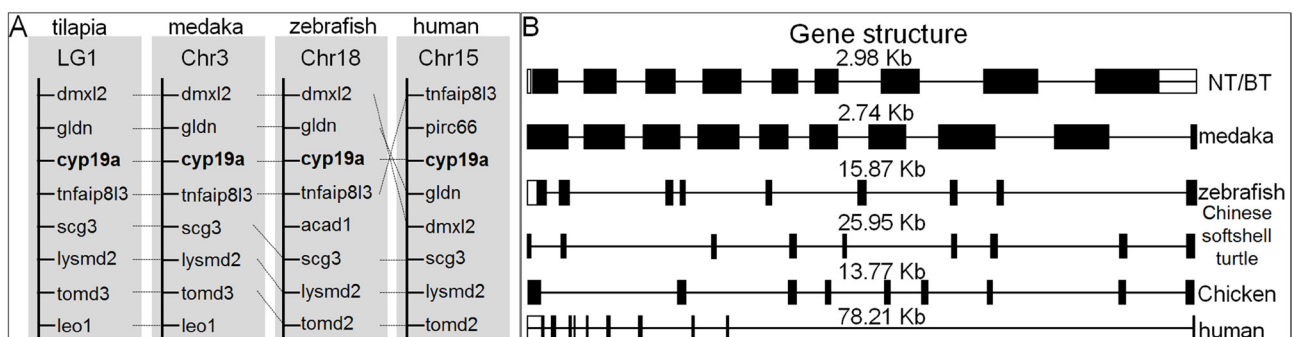 A
tilapia
medaka
zebrafish
human
LG1
Chr3
Chr18
Chr15
dmxl2
dmxl2
dmxl2
tnfaip8l3
gldn
gldn
gldn
pirc66
cyp19a
cyp19a
cyp19a
cyp19a
tnfaip8l3
tnfaip8l3
tnfaip8l3
gldn
scg3
scg3
acad1
dmxl2
lysmd2
lysmd2
scg3
scg3
tomd3
tomd3
lysmd2
lysmd2
leo1
leo1
tomd2
tomd2
B
Gene structure
2.98 Kb
NT/BT
2.74 Kb
medaka
15.87 Kb
zebrafish
25.95 Kb
Chinese
softshell
turtle
13.77 Kb
Chicken
78.21 Kb
human